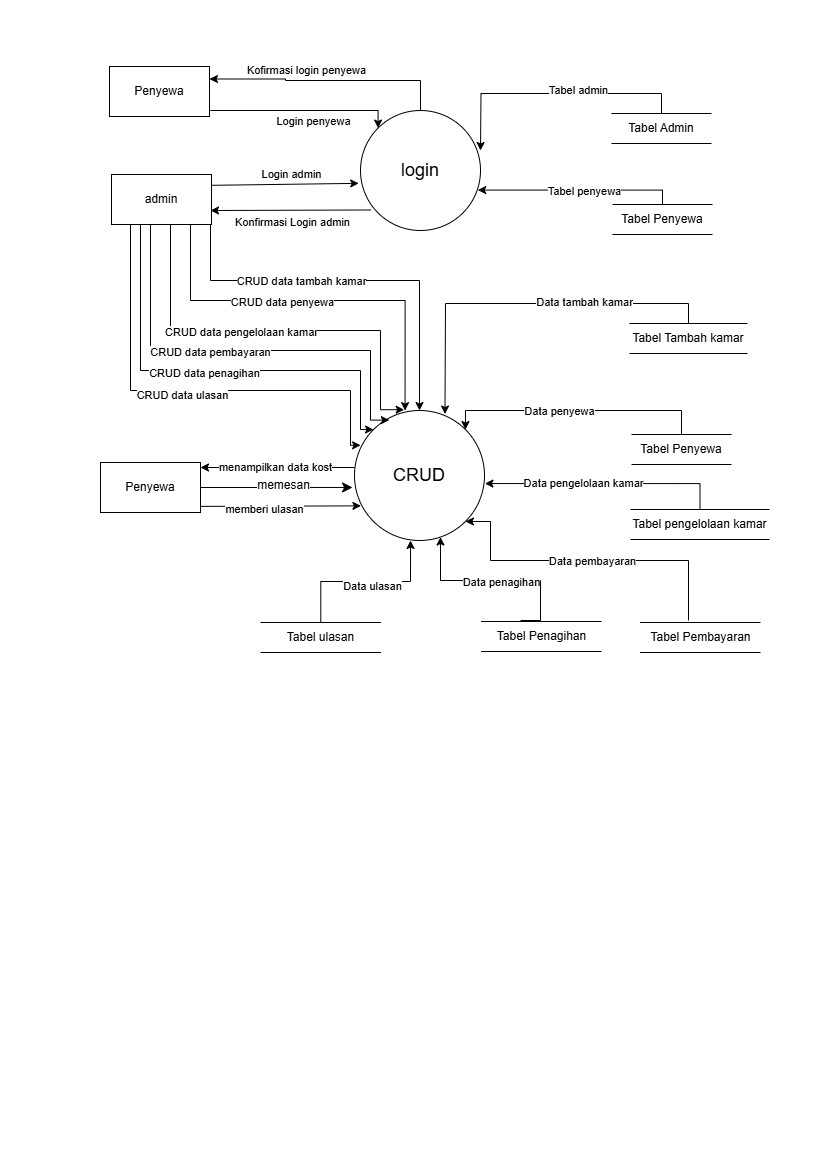 Kofirmasi login penyewa
Penyewa
Login penyewa
Tabel admin
Tabel Admin
login
Login admin
admin
Konfirmasi Login admin
Tabel penyewa
Tabel Penyewa
CRUD data tambah kamar
CRUD data penyewa
CRUD data pengelolaan kamar
CRUD data pembayaran
CRUD data penagihan
CRUD data ulasan
Data tambah kamar
Tabel Tambah kamar
Data penyewa
Tabel Penyewa
CRUD
menampilkan data kost
Penyewa
memesan
memberi ulasan
Data pengelolaan kamar
Tabel pengelolaan kamar
Data pembayaran
Data ulasan
Data penagihan
Tabel ulasan
Tabel Penagihan
Tabel Pembayaran